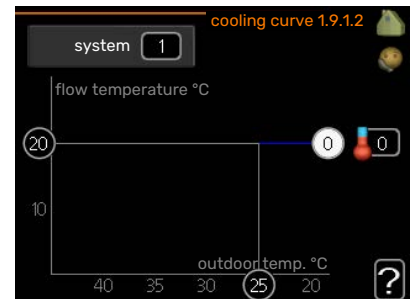 cooling curve 1.9.1.2
system 1
flow temperature °C
20
0
0
10
outdoor temp. °C
40 35 30 25 20
?